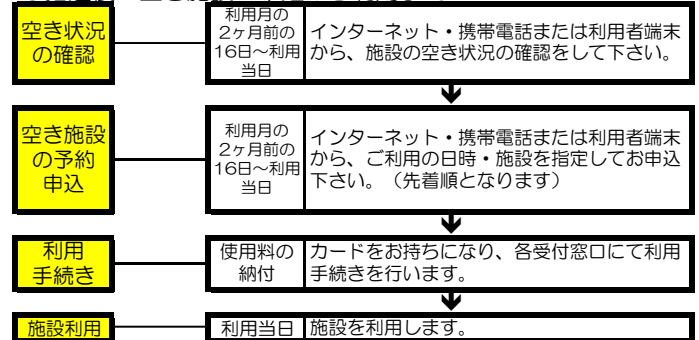 空き状況
の確認
利用月の
2ヶ月前の
16日～利用
当日
インターネット・携帯電話または利用者端末
から、施設の空き状況の確認をして下さい。
空き施設
の予約
申込
利用月の
2ヶ月前の
16日～利用
当日
インターネット・携帯電話または利用者端末
から、ご利用の日時・施設を指定してお申込
下さい。（先着順となります）
利用
手続き
使用料の
納付
カードをお持ちになり、各受付窓口にて利用
手続きを行います。
施設利用
利用当日
施設を利用します。